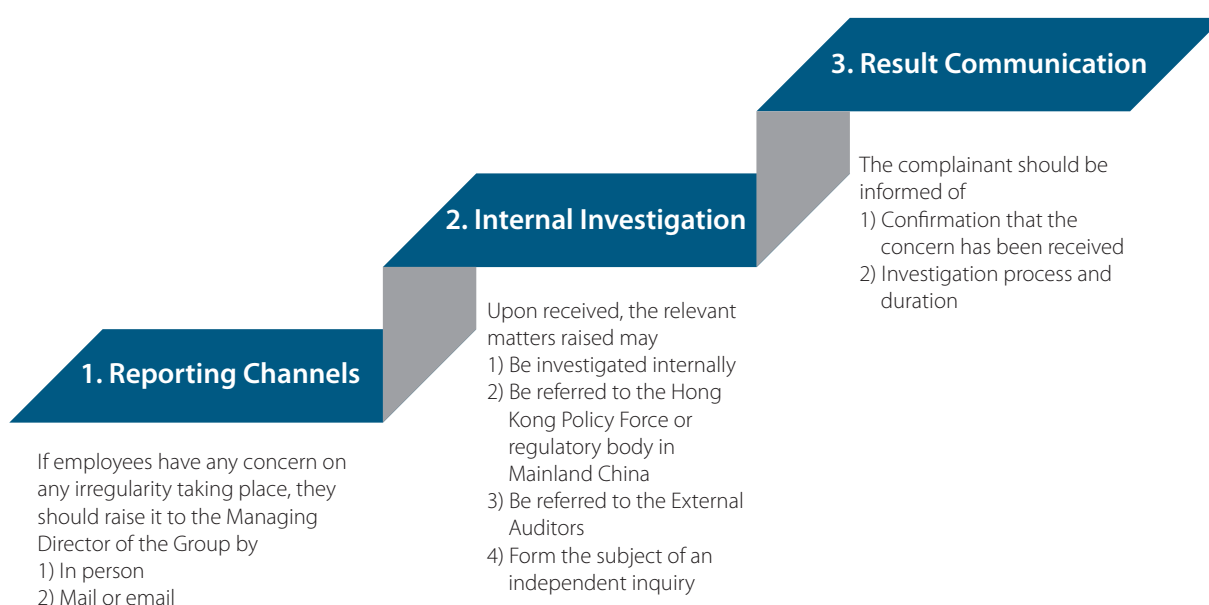 1. Reporting Channels
If employees have any concern on
any irregularity taking place, they
should raise it to the Managing
Director of the Group by
1) In person
2) Mail or email
2. Internal Investigation
Upon received, the relevant
matters raised may
1) Be investigated internally
2) Be referred to the Hong
Kong Policy Force or
regulatory body in
Mainland China
3) Be referred to the External
Auditors
4) Form the subject of an
independent inquiry
3. Result Communication
The complainant should be
informed of
1) Confirmation that the
concern has been received
2) Investigation process and
duration